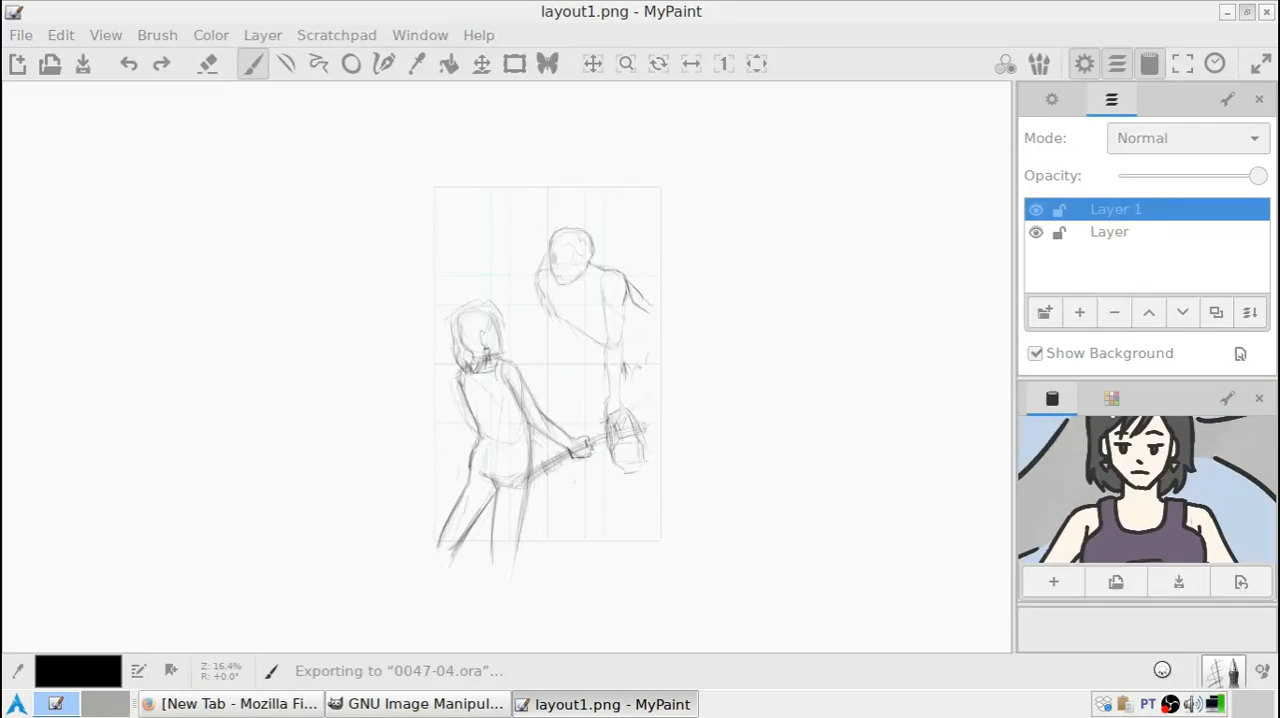 layout1.png - MyPaint
File Edit View Brush Color Layer Scratchpad Window Help
1
Mode: Normal
Opacity:
Layer 1
Layer
Show Background
Z: 16.4%
R: +0.0°
Exporting to “0047-04.ora”...
[New Tab - Mozilla Fi... GNU Image Manipul... layout1.png - MyPaint PT